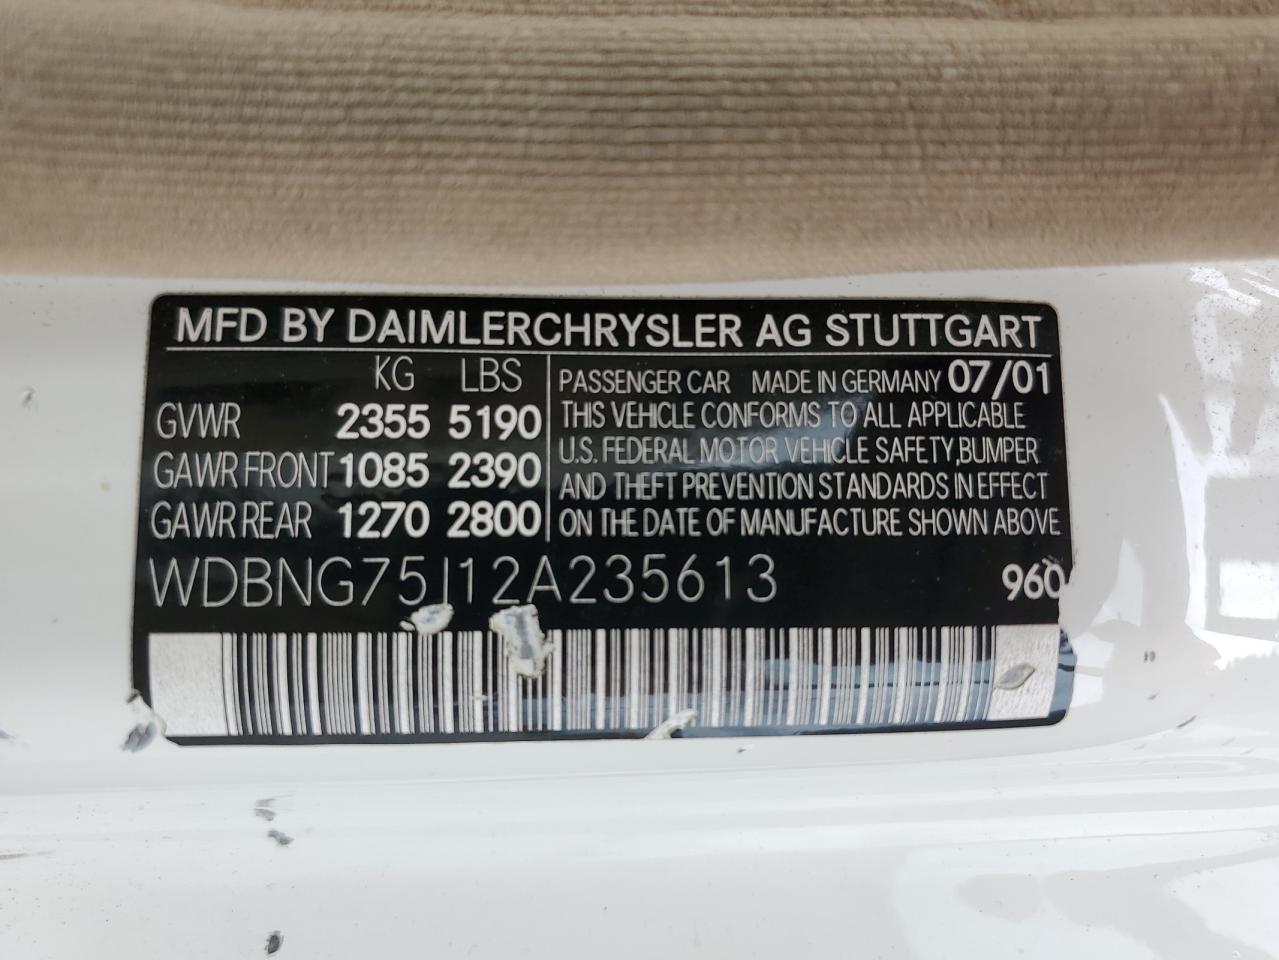 MFD BY DAIMLERCHRYSLER AG STUTTGART
KG LBS
GVWR 2355 5190
GAWR FRONT 1085 2390
GAWR REAR 1270 2800
PASSENGER CAR MADE IN GERMANY 07/01
THIS VEHICLE CONFORMS TO ALL APPLICABLE
U.S. FEDERAL MOTOR VEHICLE SAFETY, BUMPER
AND THEFT PREVENTION STANDARDS IN EFFECT
ON THE DATE OF MANUFACTURE SHOWN ABOVE
WDBNG75J12A235613 960